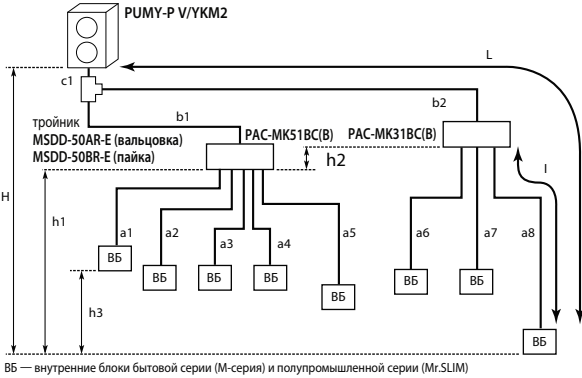 PUMY-P V/YKM2
L
c1
b1
b2
тройник
MSDD-50AR-E (вальцовка)
MSDD-50BR-E (пайка)
PAC-MK51BC(B)
PAC-MK31BC(B)
h2
l
H
h1
a1
a2
a3
a4
a5
a6
a7
a8
ВБ
ВБ
ВБ
ВБ
ВБ
ВБ
ВБ
h3
ВБ
ВБ — внутренние блоки бытовой серии (М-серия) и полупромышленной серии (Mr.SLIM)